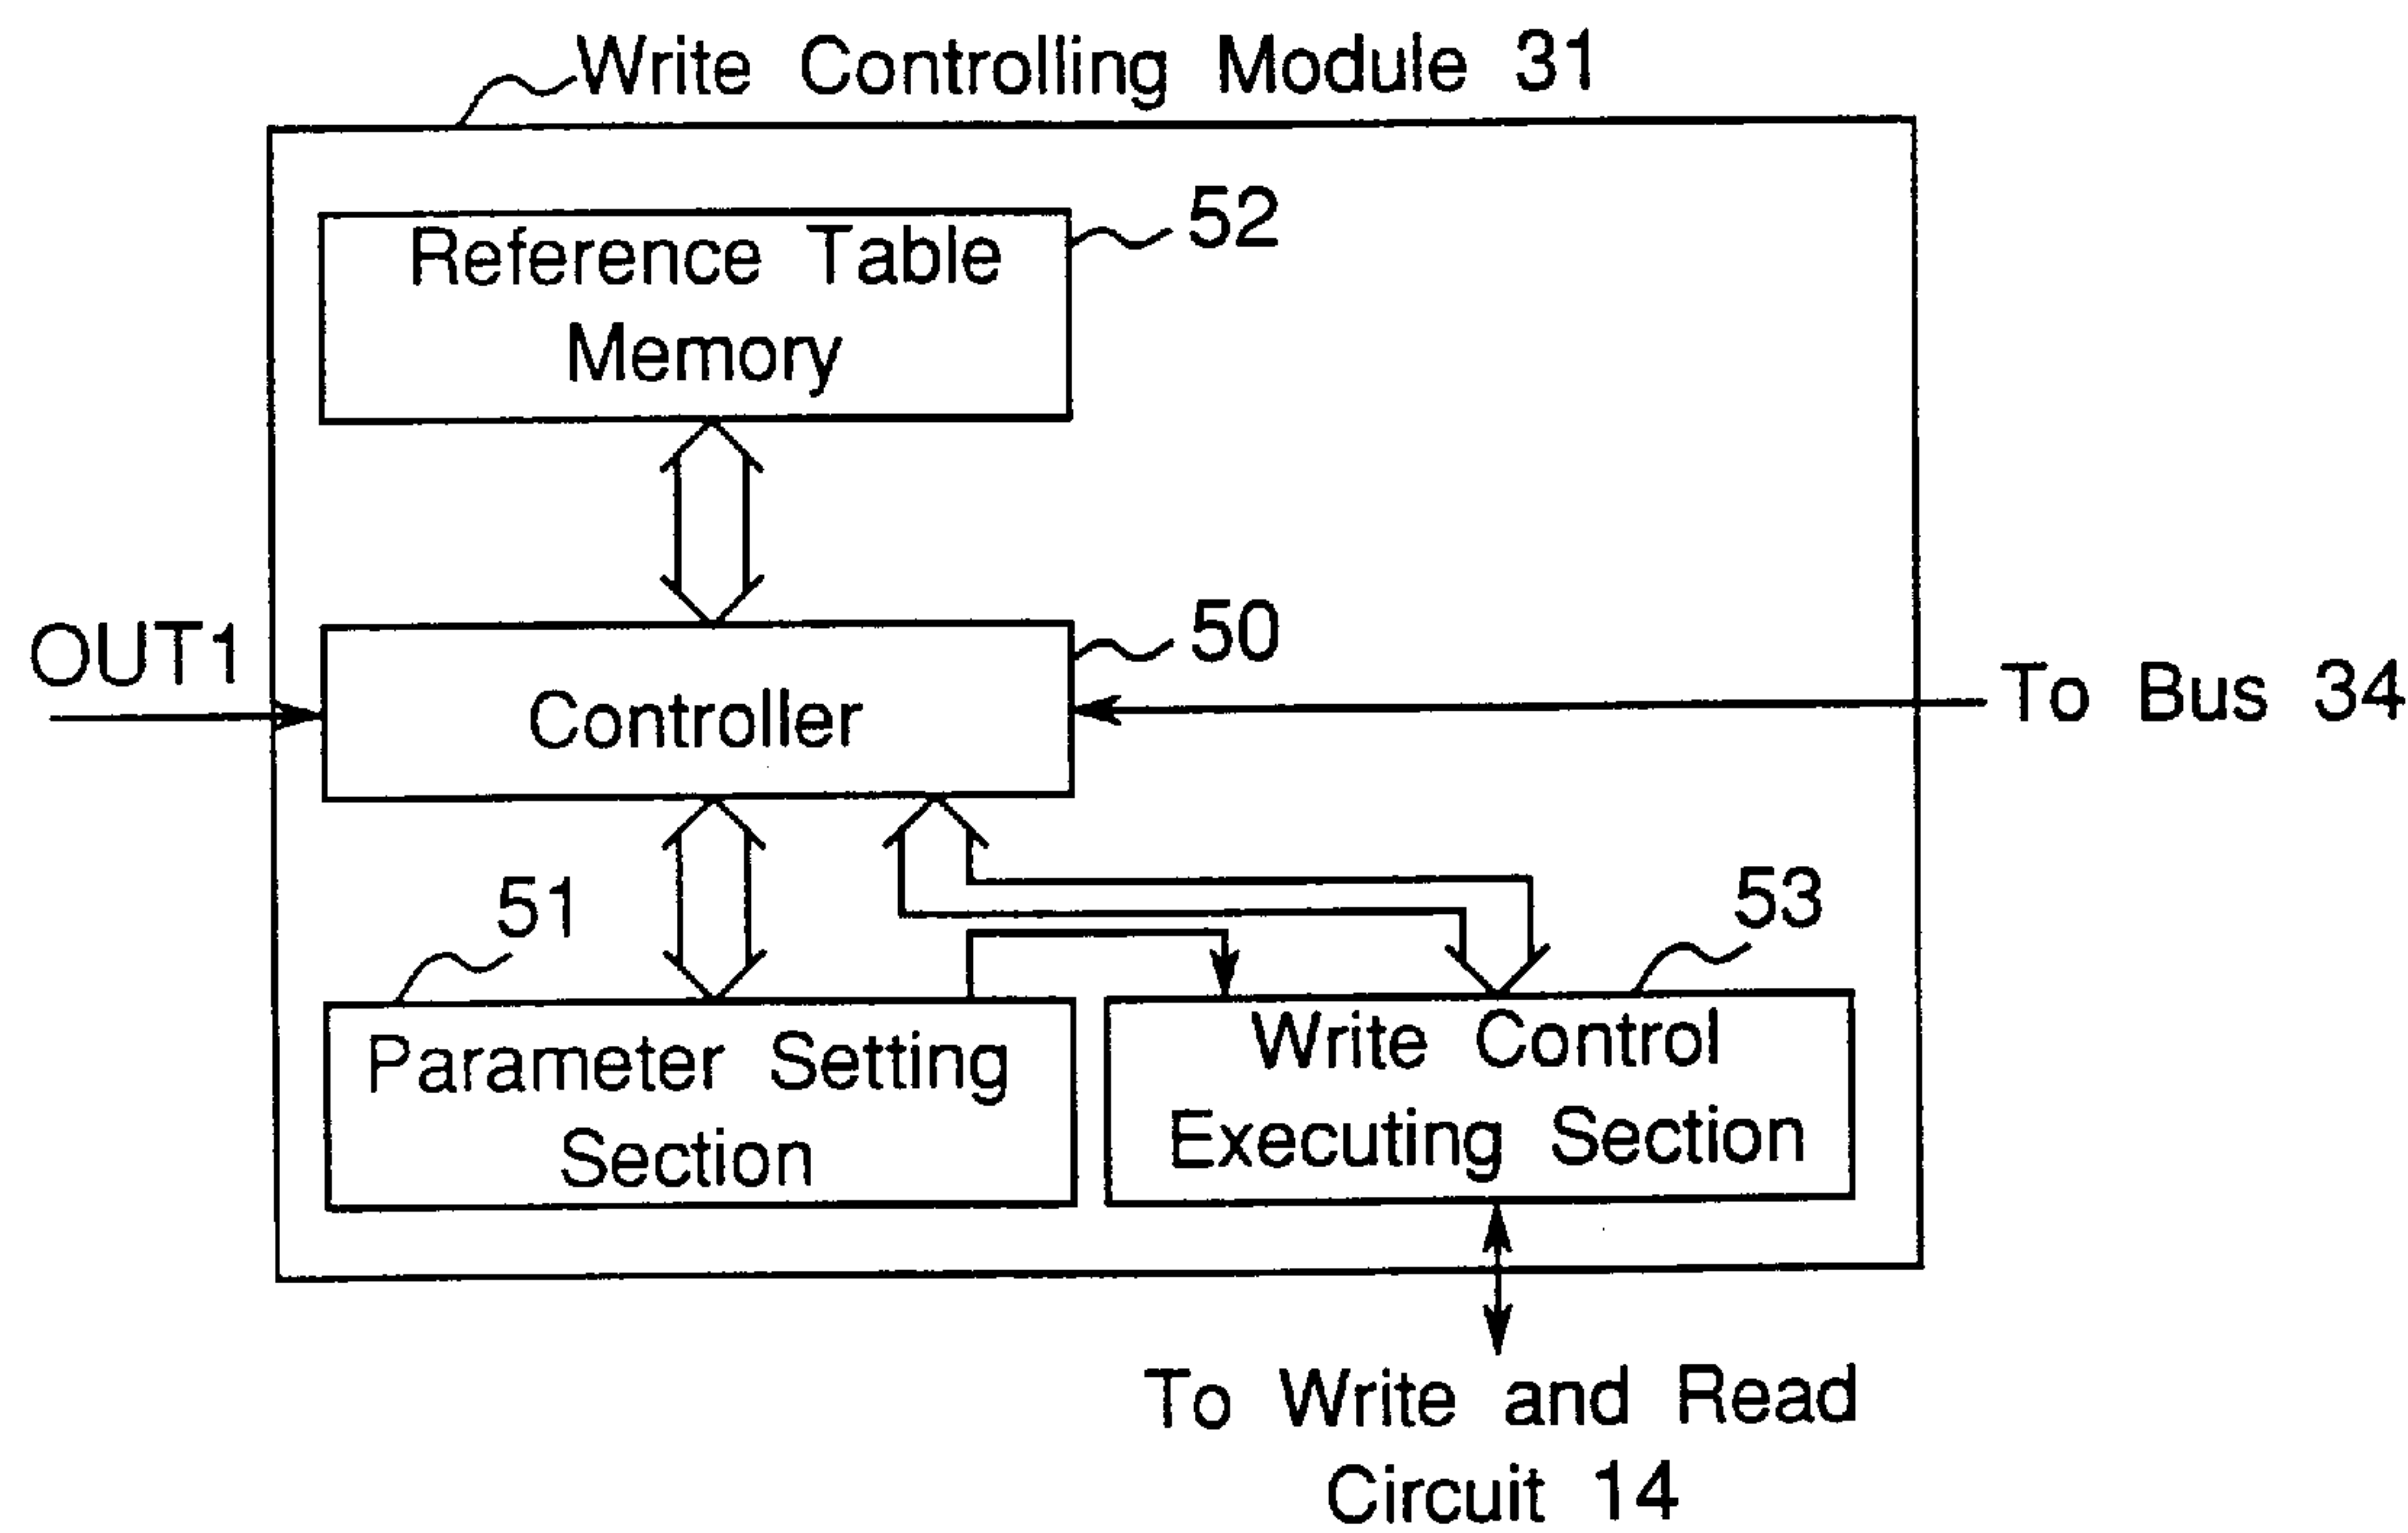 Write Controlling Module 31
52
Reference Table
Memory
50
OUT1
Controller
To Bus 34
51
53
Parameter Setting
Section
Write Control
Executing Section
To Write and Read
Circuit 14